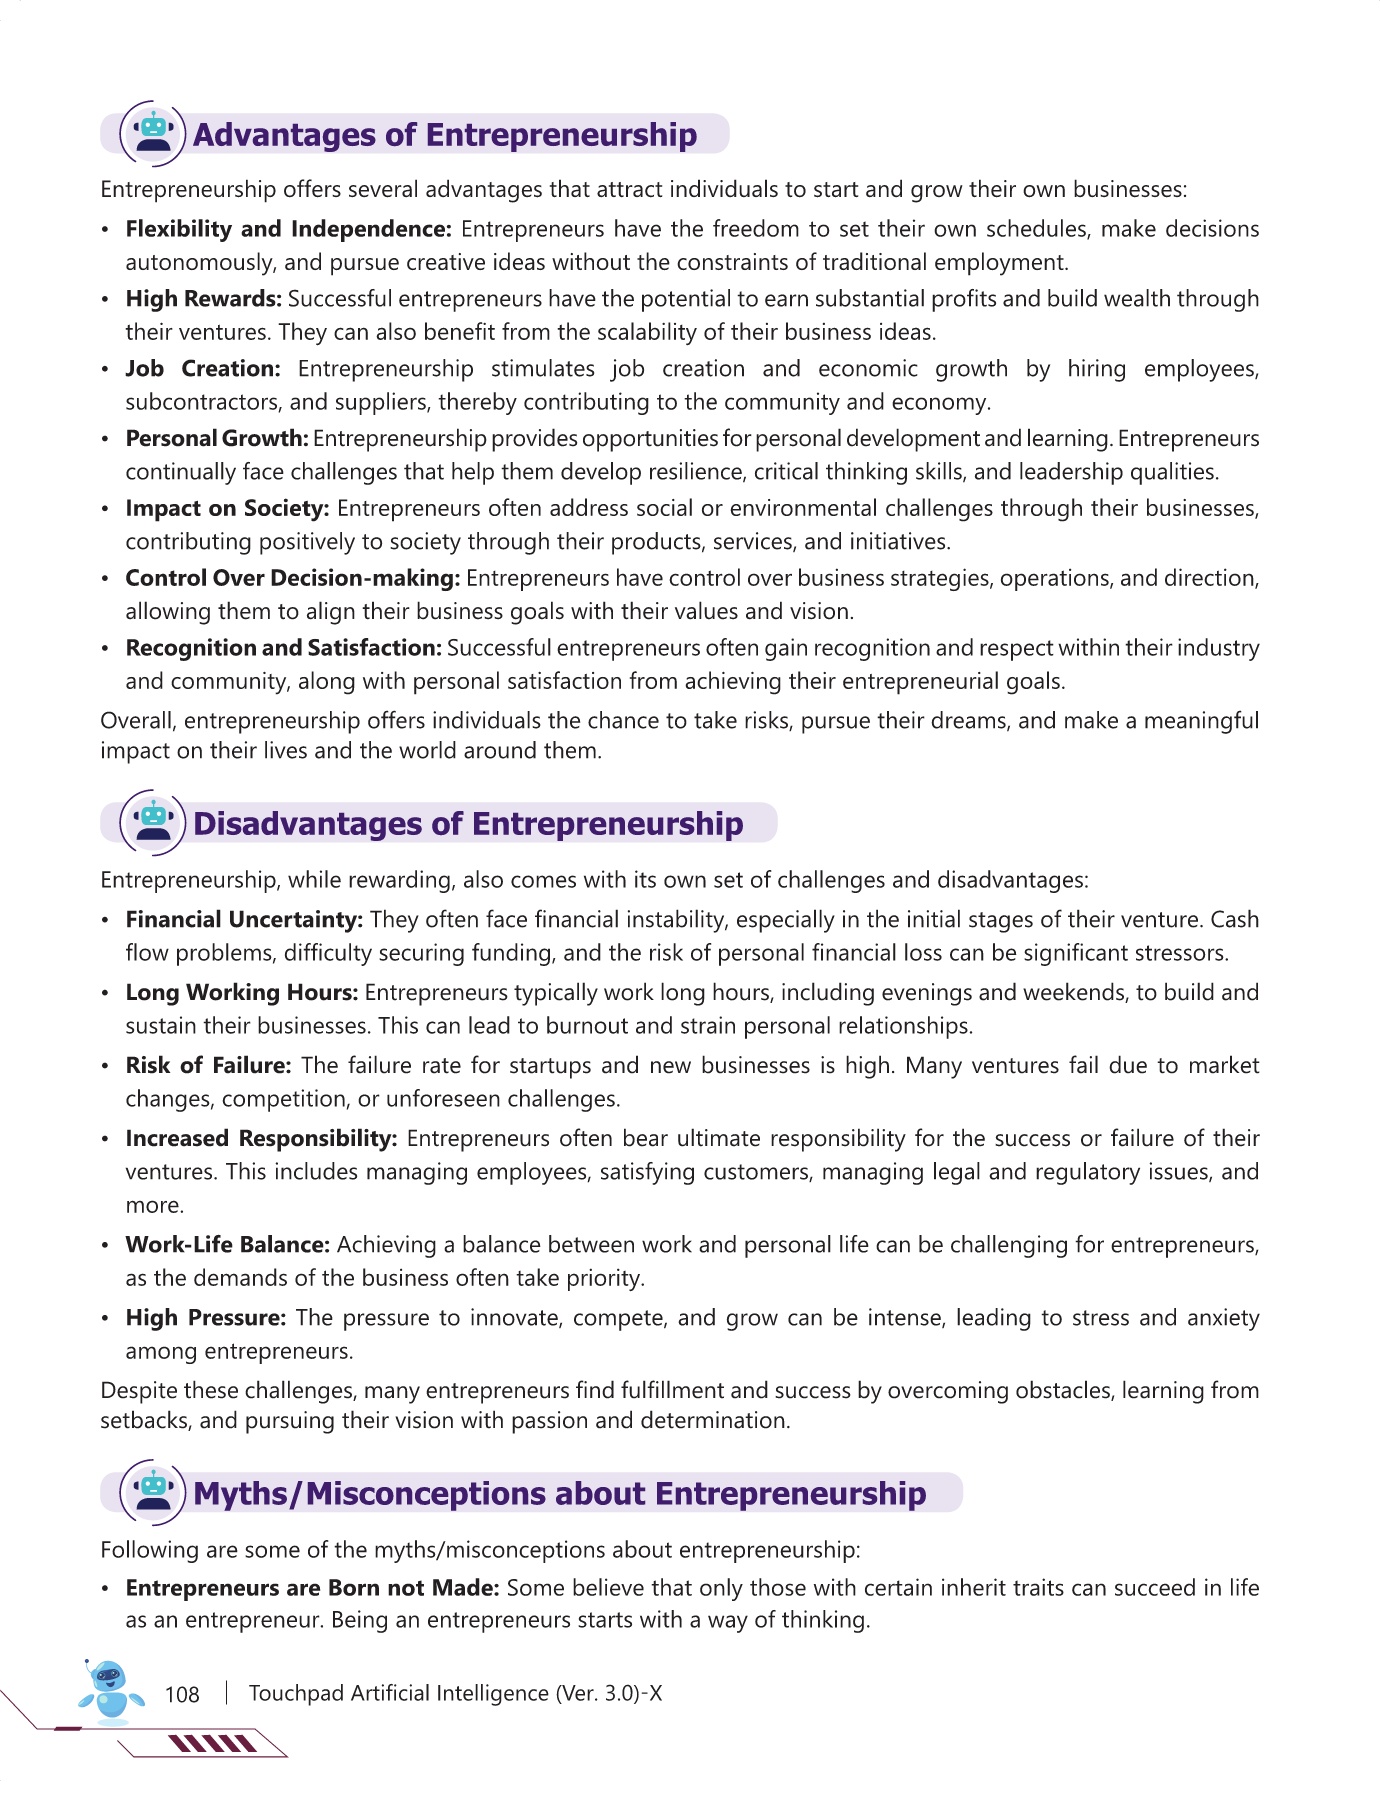 Advantages of Entrepreneurship
Entrepreneurship offers several advantages that attract individuals to start and grow their own businesses:
• Flexibility and Independence: Entrepreneurs have the freedom to set their own schedules, make decisions
autonomously, and pursue creative ideas without the constraints of traditional employment.
• High Rewards: Successful entrepreneurs have the potential to earn substantial profits and build wealth through
their ventures. They can also benefit from the scalability of their business ideas.
• Job Creation: Entrepreneurship stimulates job creation and economic growth by hiring employees,
subcontractors, and suppliers, thereby contributing to the community and economy.
• Personal Growth: Entrepreneurship provides opportunities for personal development and learning. Entrepreneurs
continually face challenges that help them develop resilience, critical thinking skills, and leadership qualities.
• Impact on Society: Entrepreneurs often address social or environmental challenges through their businesses,
contributing positively to society through their products, services, and initiatives.
• Control Over Decision-making: Entrepreneurs have control over business strategies, operations, and direction,
allowing them to align their business goals with their values and vision.
• Recognition and Satisfaction: Successful entrepreneurs often gain recognition and respect within their industry
and community, along with personal satisfaction from achieving their entrepreneurial goals.
Overall, entrepreneurship offers individuals the chance to take risks, pursue their dreams, and make a meaningful
impact on their lives and the world around them.
Disadvantages of Entrepreneurship
Entrepreneurship, while rewarding, also comes with its own set of challenges and disadvantages:
• Financial Uncertainty: They often face financial instability, especially in the initial stages of their venture. Cash
flow problems, difficulty securing funding, and the risk of personal financial loss can be significant stressors.
• Long Working Hours: Entrepreneurs typically work long hours, including evenings and weekends, to build and
sustain their businesses. This can lead to burnout and strain personal relationships.
• Risk of Failure: The failure rate for startups and new businesses is high. Many ventures fail due to market
changes, competition, or unforeseen challenges.
• Increased Responsibility: Entrepreneurs often bear ultimate responsibility for the success or failure of their
ventures. This includes managing employees, satisfying customers, managing legal and regulatory issues, and
more.
• Work-Life Balance: Achieving a balance between work and personal life can be challenging for entrepreneurs,
as the demands of the business often take priority.
• High Pressure: The pressure to innovate, compete, and grow can be intense, leading to stress and anxiety
among entrepreneurs.
Despite these challenges, many entrepreneurs find fulfillment and success by overcoming obstacles, learning from
setbacks, and pursuing their vision with passion and determination.
Myths/Misconceptions about Entrepreneurship
Following are some of the myths/misconceptions about entrepreneurship:
• Entrepreneurs are Born not Made: Some believe that only those with certain inherit traits can succeed in life
as an entrepreneur. Being an entrepreneurs starts with a way of thinking.
108 | Touchpad Artificial Intelligence (Ver. 3.0)-X